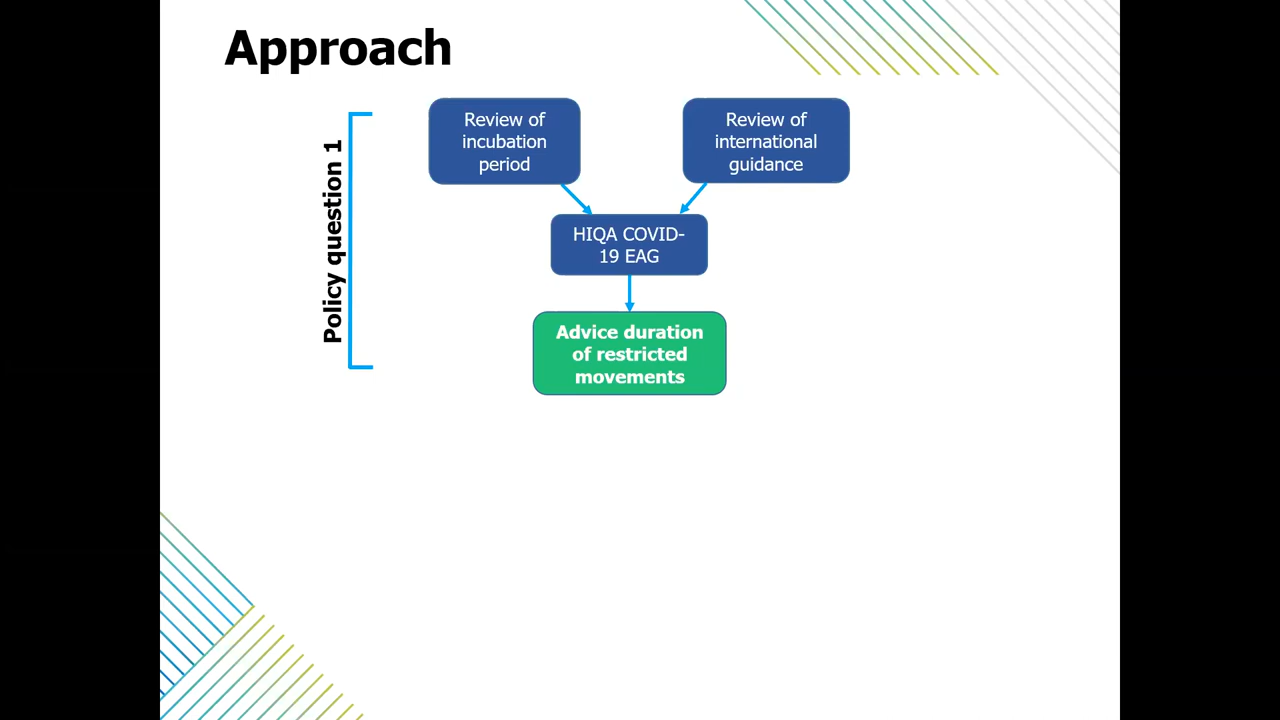 Approach
Policy question 1
Review of
incubation
period
Review of
international
guidance
HIQA COVID-
19 EAG
Advice duration
of restricted
movements